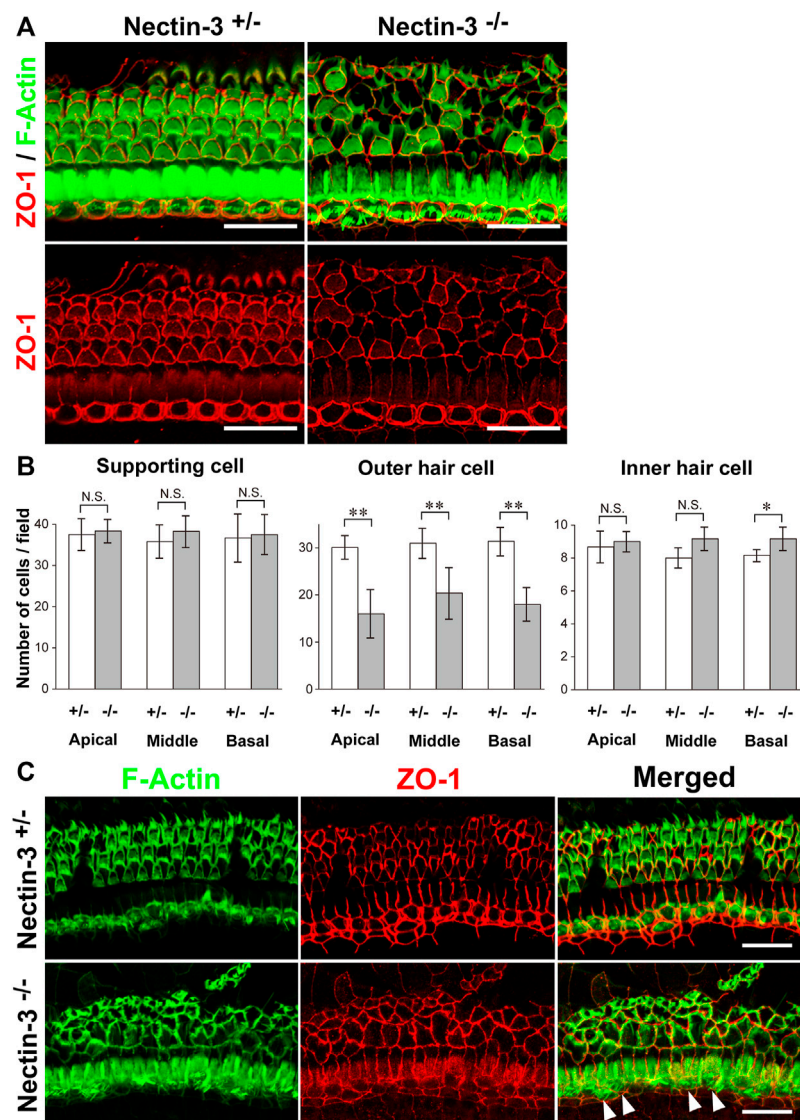 A Nectin-3 +/- Nectin-3 -/-
ZO-1 / F-Actin
ZO-1
B
Supporting cell Outer hair cell Inner hair cell
Number of cells / field
N.S. N.S. N.S. ** ** ** N.S. N.S. *
40 30 20 10 0
30 20 10 0
10 8 6 4 2 0
+/- -/- +/- -/- +/- -/- +/- -/- +/- -/- +/- -/- +/- -/- +/- -/- +/- -/-
Apical Middle Basal Apical Middle Basal Apical Middle Basal
C F-Actin ZO-1 Merged
Nectin-3 +/-
Nectin-3 -/-